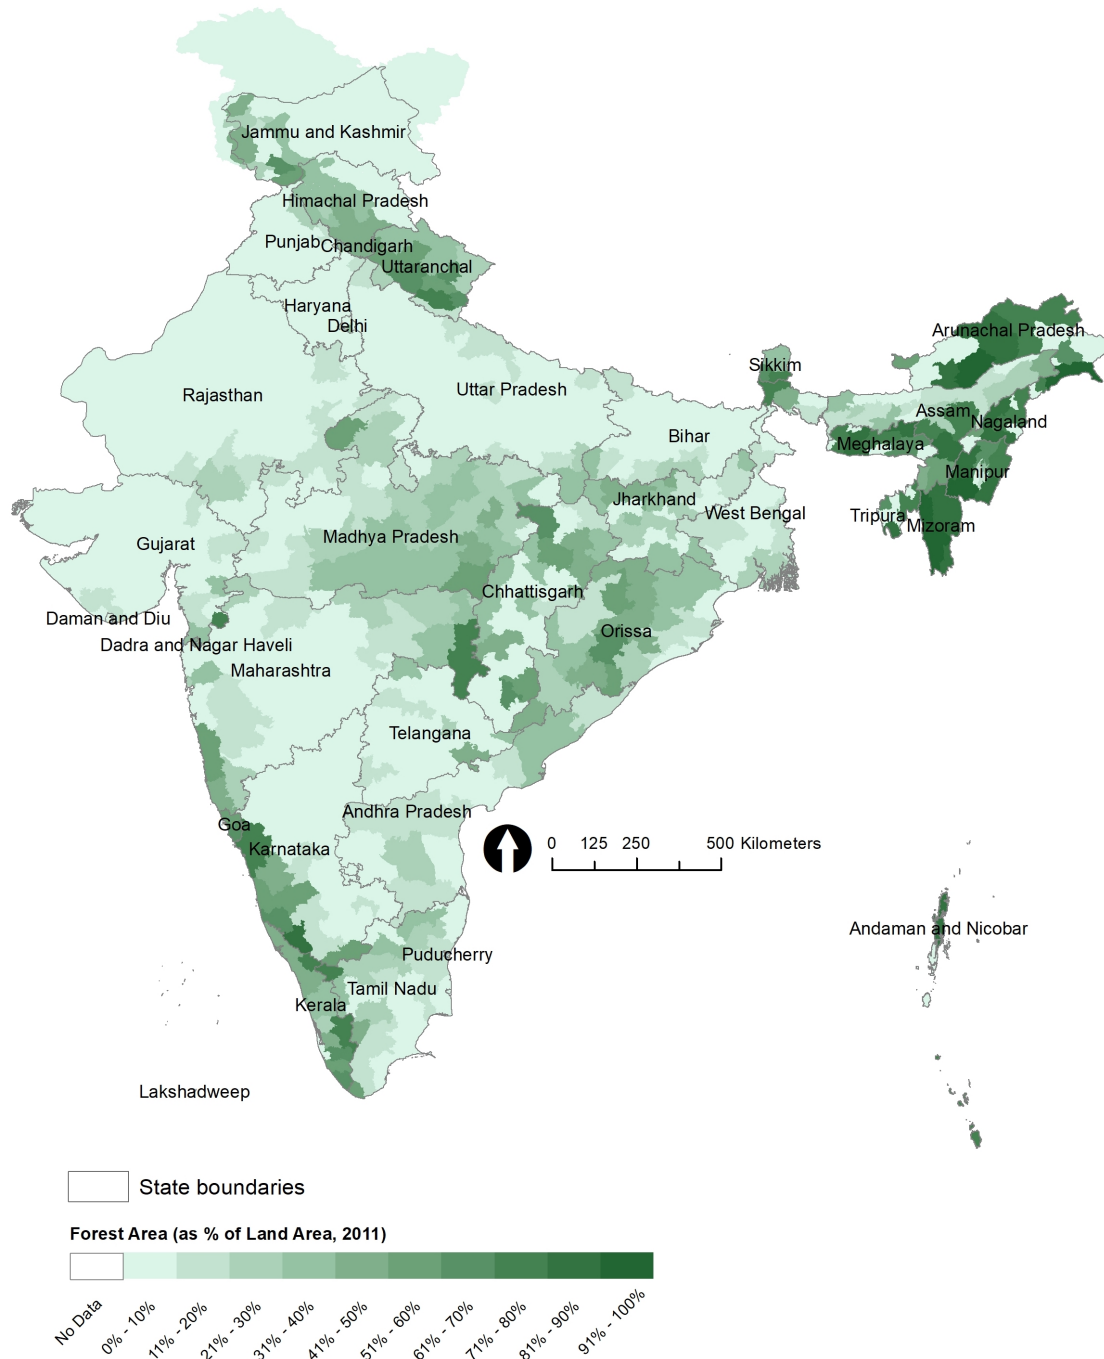 Jammu and Kashmir
Himachal Pradesh
Punjab
Chandigarh
Uttaranchal
Haryana
Delhi
Arunachal Pradesh
Sikkim
Rajasthan
Uttar Pradesh
Assam
Nagaland
Bihar
Meghalaya
Manipur
Jharkhand
West Bengal
Tripura
Mizoram
Madhya Pradesh
Gujarat
Chhattisgarh
Daman and Diu
Orissa
Dadra and Nagar Haveli
Maharashtra
Telangana
Andhra Pradesh
Goa
Karnataka
0 125 250 500 Kilometers
Andaman and Nicobar
Puducherry
Tamil Nadu
Kerala
Lakshadweep
State boundaries
Forest Area (as % of Land Area, 2011)
No Data
0% - 10%
11% - 20%
21% - 30%
31% - 40%
41% - 50%
51% - 60%
61% - 70%
71% - 80%
81% - 90%
91% - 100%